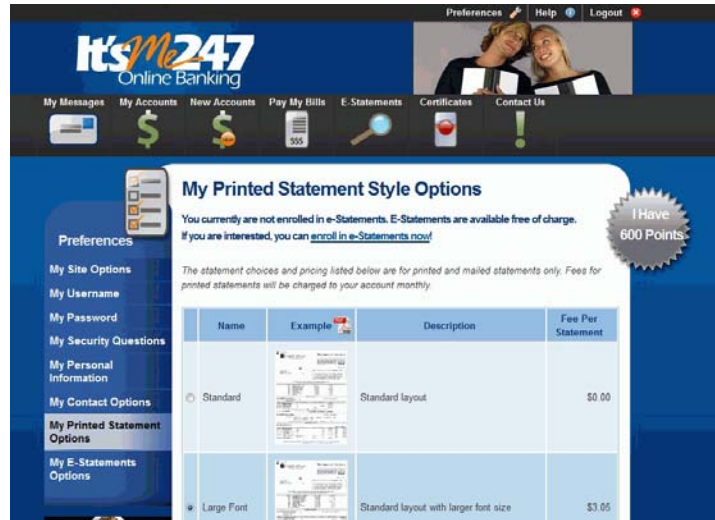 Preferences Help Logout
It'sMe247
Online Banking
My Messages My Accounts New Accounts Pay My Bills E-Statements Certificates Contact Us
$$$
My Printed Statement Style Options
You currently are not enrolled in e-Statements. E-Statements are available free of charge.
If you are interested, you can enroll in e-Statements now!
I Have
600 Points
The statement choices and pricing listed below are for printed and mailed statements only. Fees for
printed statements will be charged to your account monthly.
Preferences
My Site Options
My Username
My Password
My Security Questions
My Personal
Information
My Contact Options
My Printed Statement
Options
My E-Statements
Options
Name Example Description Fee Per
Statement
Standard Standard layout $0.00
Large Font Standard layout with larger font size $3.05